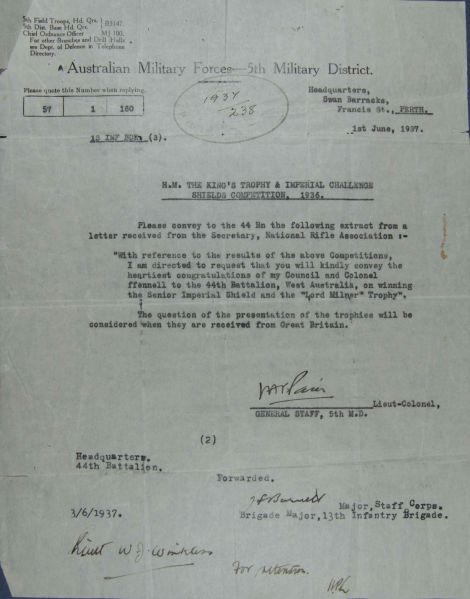 5th Field Troops, Hd. Qrs. } B3147.
5th Dist. Base Hd. Qrs.
Chief Ordnance Officer MJ 100.
For other Branches and Drill Halls
see Dept. of Defence in Telephone
Directory.
Australian Military Forces—5th Military District.
Please quote this Number when replying.
57 1 160
1937
238
Headquarters,
Swan Barracks,
Francis St., PERTH.
13 INF BDE (3).
1st June, 1937.
H.M. THE KING'S TROPHY & IMPERIAL CHALLENGE
SHIELDS COMPETITION, 1936.
Please convey to the 44 Bn the following extract from a
letter received from the Secretary, National Rifle Association :-
"With reference to the results of the above Competitions,
I am directed to request that you will kindly convey the
heartiest congratulations of my Council and Colonel
ffennell to the 44th Battalion, West Australia, on winning
the Senior Imperial Shield and the "Lord Milner" Trophy".
The question of the presentation of the trophies will be
considered when they are received from Great Britain.
Lieut-Colonel,
GENERAL STAFF, 5th M.D.
(2)
Headquarters.
44th Battalion.
Forwarded.
3/6/1937.
Major, Staff Corps.
Brigade Major, 13th Infantry Brigade.
Lieut W J
For retention.